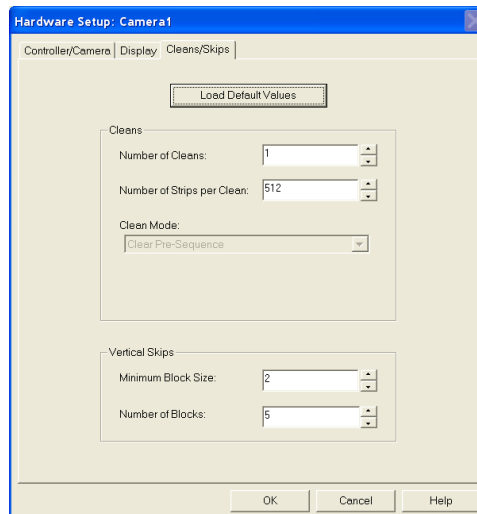 Hardware Setup: Camera1
Controller/Camera Display Cleans/Skips
Load Default Values
Cleans
Number of Cleans: 1
Number of Strips per Clean: 512
Clean Mode:
Clear Pre-Sequence
Vertical Skips
Minimum Block Size: 2
Number of Blocks: 5
OK Cancel Help